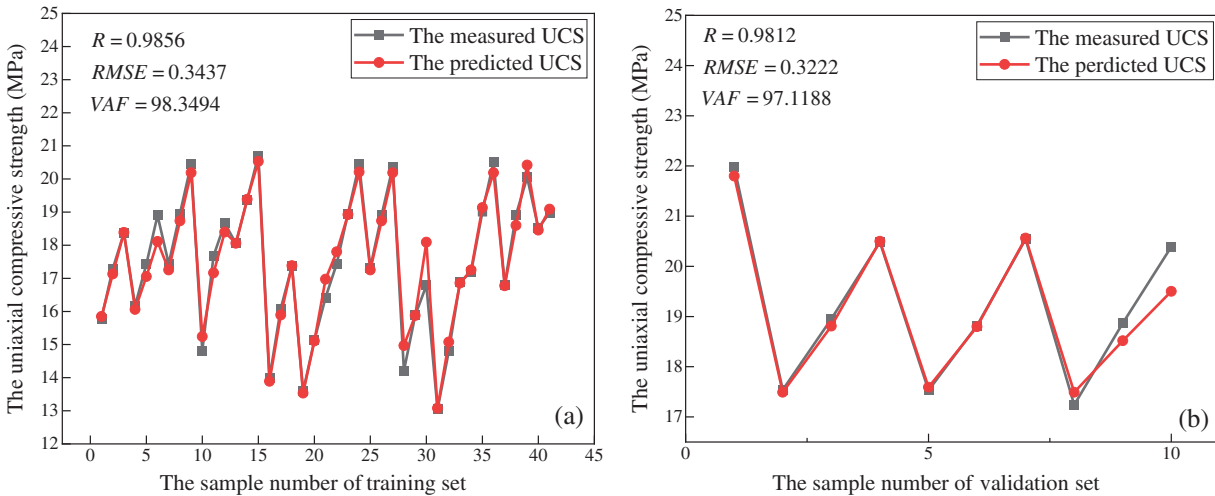 The uniaxial compressive strength (MPa)
25
24
23
22
21
20
19
18
17
16
15
14
13
12
R = 0.9856
RMSE = 0.3437
VAF = 98.3494
The measured UCS
The predicted UCS
(a)
0 5 10 15 20 25 30 35 40 45
The sample number of training set
The uniaxial compressive strength (MPa)
25
24
23
22
21
20
19
18
17
R = 0.9812
RMSE = 0.3222
VAF = 97.1188
The measured UCS
The perdicted UCS
(b)
0 5 10
The sample number of validation set